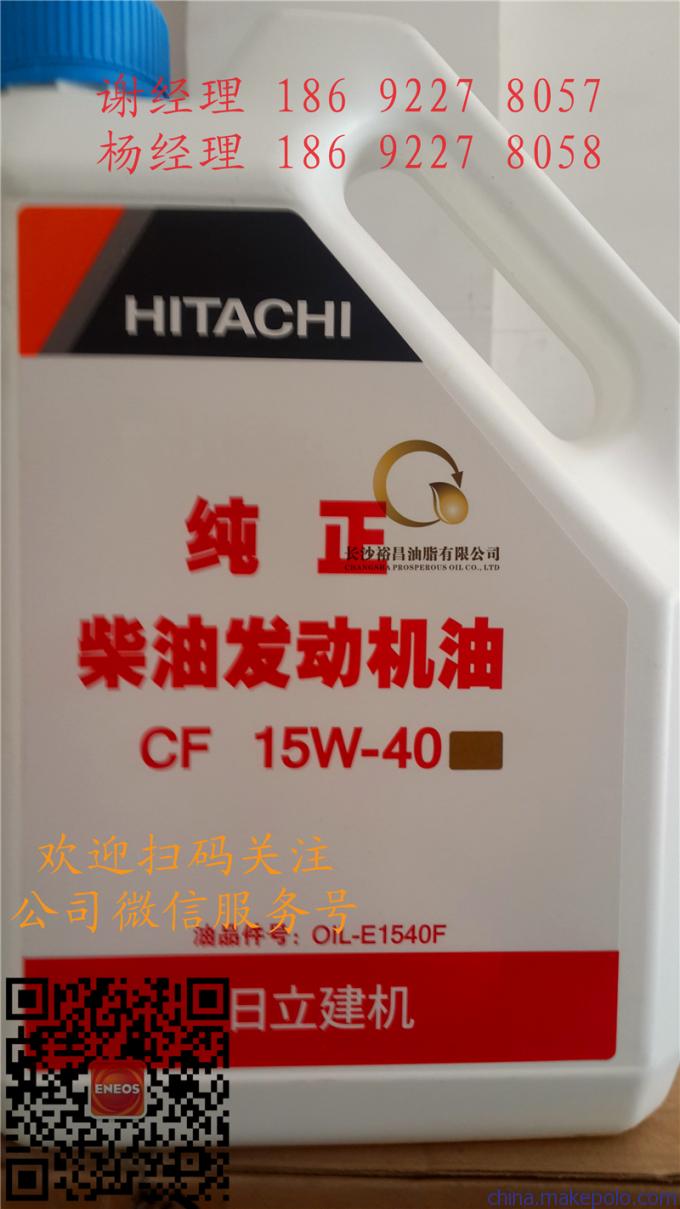 谢经理 186 9227 8057
杨经理 186 9227 8058
HITACHI
纯正
长沙裕昌油脂有限公司
CHANGSHA PROSPEROUS OIL CO., LTD
柴油发动机油
CF 15W-40
欢迎扫码关注
公司微信服务号
油品件号：OIL-E1540F
日立建机
ENEOS
china.makepolo.com